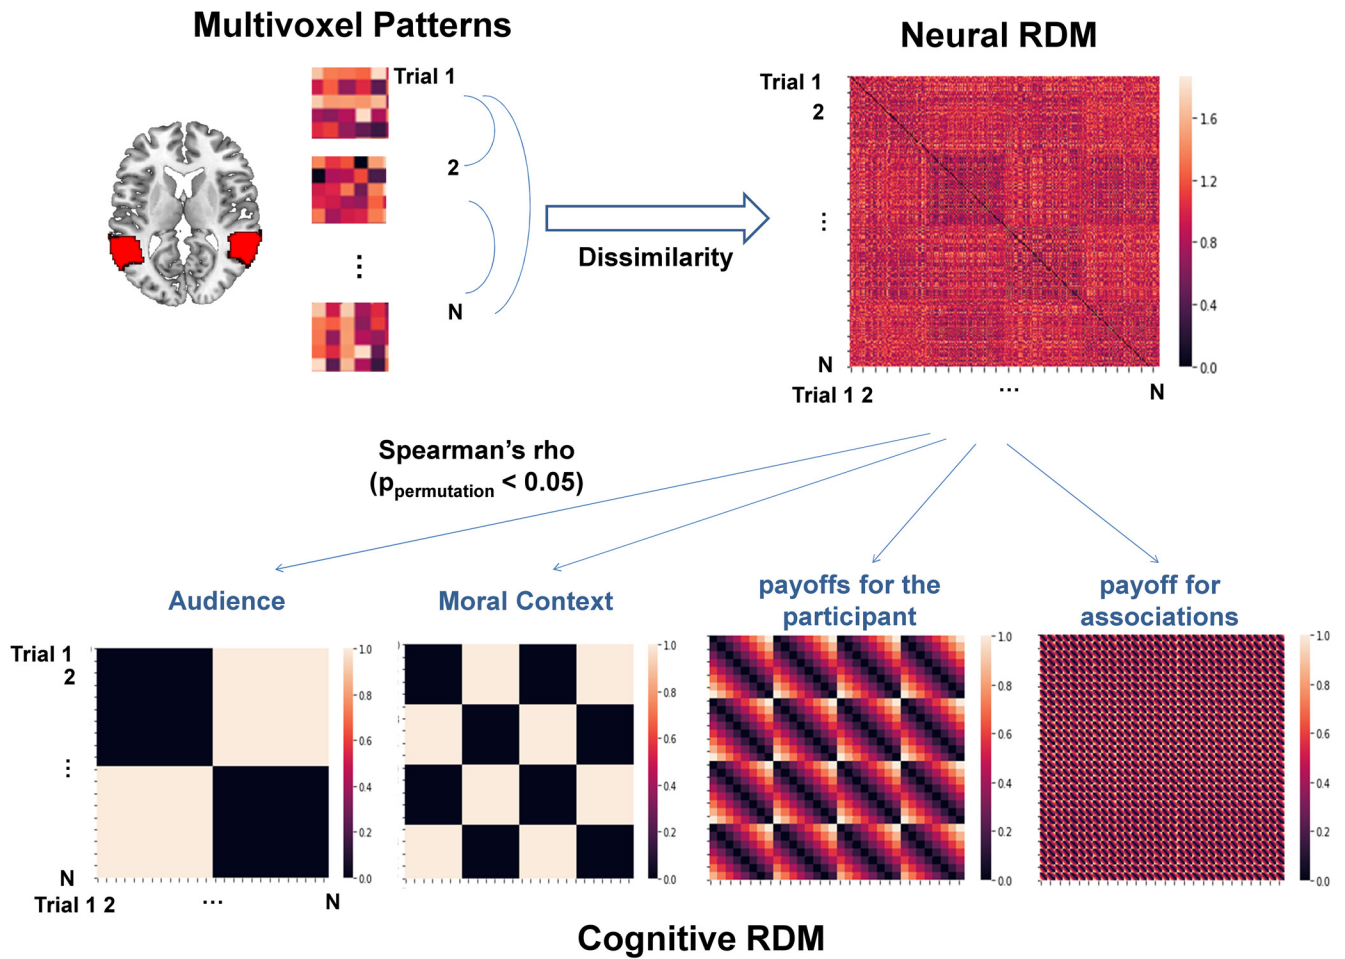 Multivoxel Patterns
Neural RDM
Trial 1
2
⋮
N
Dissimilarity
Trial 1
2
⋮
N
Trial 1 2 ... N
1.6
1.2
0.8
0.4
0.0
Spearman's rho
(ppermutation < 0.05)
Audience
Moral Context
payoffs for the
participant
payoff for
associations
Trial 1
2
⋮
N
Trial 1 2 ... N
1.0
0.8
0.6
0.4
0.2
0.0
1.0
0.8
0.6
0.4
0.2
0.0
1.0
0.8
0.6
0.4
0.2
0.0
1.0
0.8
0.6
0.4
0.2
0.0
Cognitive RDM